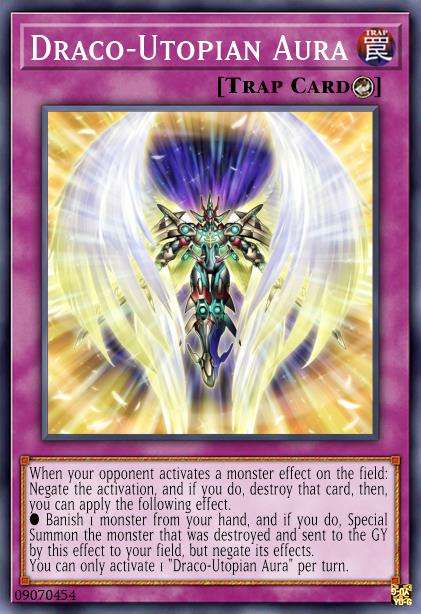 Draco-Utopian Aura
TRAP
罠
[Trap Card]
When your opponent activates a monster effect on the field:
Negate the activation, and if you do, destroy that card, then,
you can apply the following effect.
● Banish 1 monster from your hand, and if you do, Special
Summon the monster that was destroyed and sent to the GY
by this effect to your field, but negate its effects.
You can only activate 1 "Draco-Utopian Aura" per turn.
09070454